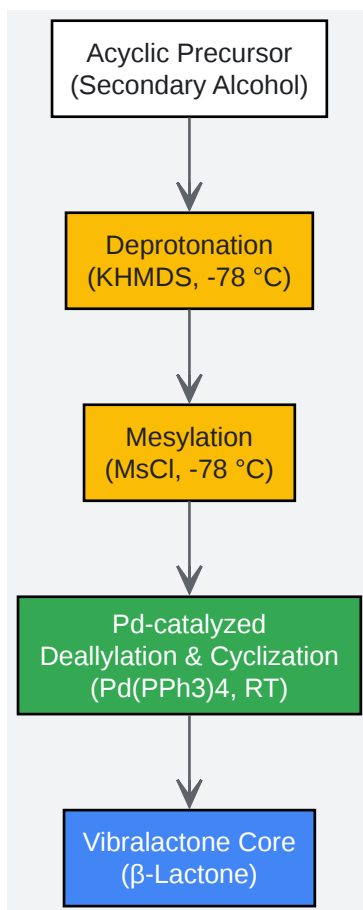 Acyclic Precursor
(Secondary Alcohol)
Deprotonation
(KHMDS, -78 °C)
Mesylation
(MsCl, -78 °C)
Pd-catalyzed
Deallylation & Cyclization
(Pd(PPh3)4, RT)
Vibralactone Core
(β-Lactone)